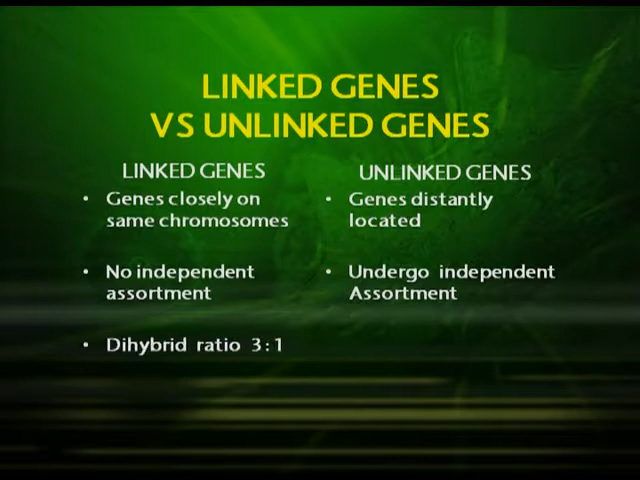 LINKED GENES
VS UNLINKED GENES
LINKED GENES
• Genes closely on
same chromosomes
• No independent
assortment
• Dihybrid ratio 3:1
UNLINKED GENES
• Genes distantly
located
• Undergo independent
Assortment